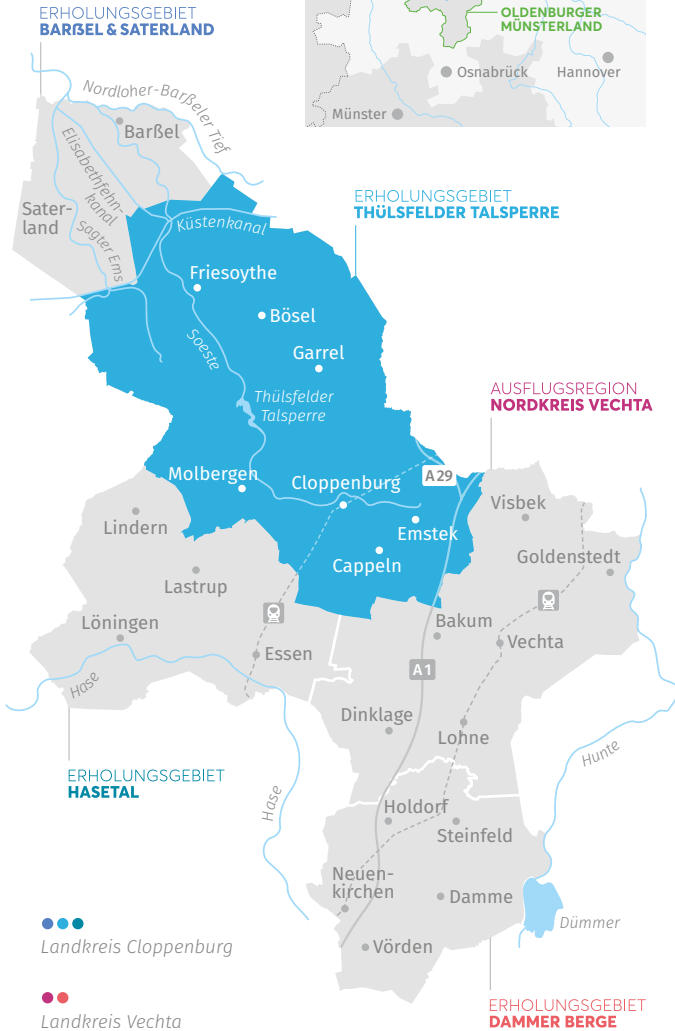 ERHOLUNGSGEBIET
BARẞEL & SATERLAND
OLDENBURGER
MÜNSTERLAND
Osnabrück
Hannover
Münster
Nordloher-Barßeler Tief
Barßel
Elisabethfehn-
kanal
Sater-
land
Sagter Ems
Küstenkanal
ERHOLUNGSGEBIET
THÜLSFELDER TALSPERRE
Friesoythe
Bösel
Soeste
Garrel
Thülsfelder
Talsperre
AUSFLUGSREGION
NORDKREIS VECHTA
Molbergen
Cloppenburg
A 29
Visbek
Lindern
Emstek
Cappeln
Goldenstedt
Lastrup
Löningen
Bakum
Vechta
Essen
A 1
Hase
Dinklage
Lohne
Hunte
ERHOLUNGSGEBIET
HASETAL
Hase
Holdorf
Steinfeld
Neuen-
kirchen
Damme
Dümmer
Landkreis Cloppenburg
Vörden
Landkreis Vechta
ERHOLUNGSGEBIET
DAMMER BERGE